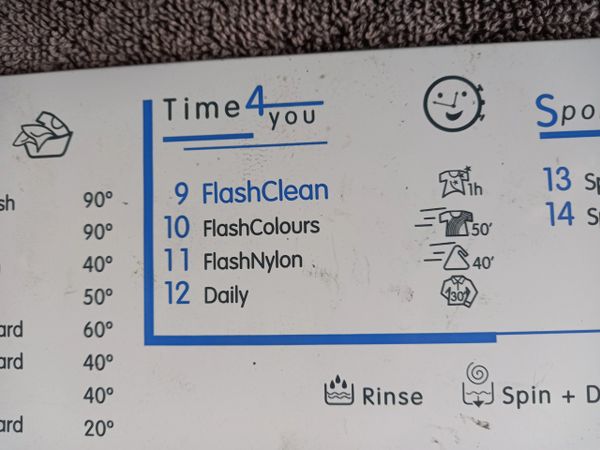 Time4you
Spo
9 FlashClean 1h
10 FlashColours 50'
11 FlashNylon 40'
12 Daily 30'
13 Sp
14 S
sh 90°
90°
40°
50°
ard 60°
ard 40°
40°
ard 20°
Rinse
Spin + D